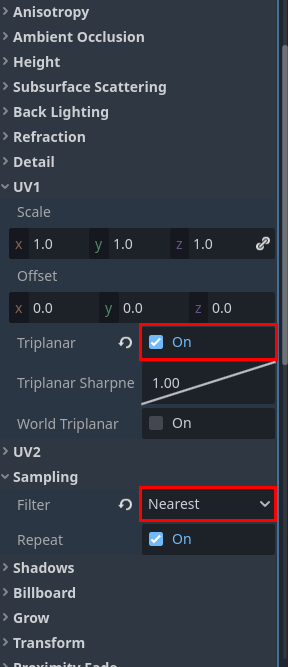 Anisotropy
Ambient Occlusion
Height
Subsurface Scattering
Back Lighting
Refraction
Detail
UV1
Scale
x 1.0 y 1.0 z 1.0
Offset
x 0.0 y 0.0 z 0.0
Triplanar On
Triplanar Sharpne 1.00
World Triplanar On
UV2
Sampling
Filter Nearest
Repeat On
Shadows
Billboard
Grow
Transform
Proximity Fade